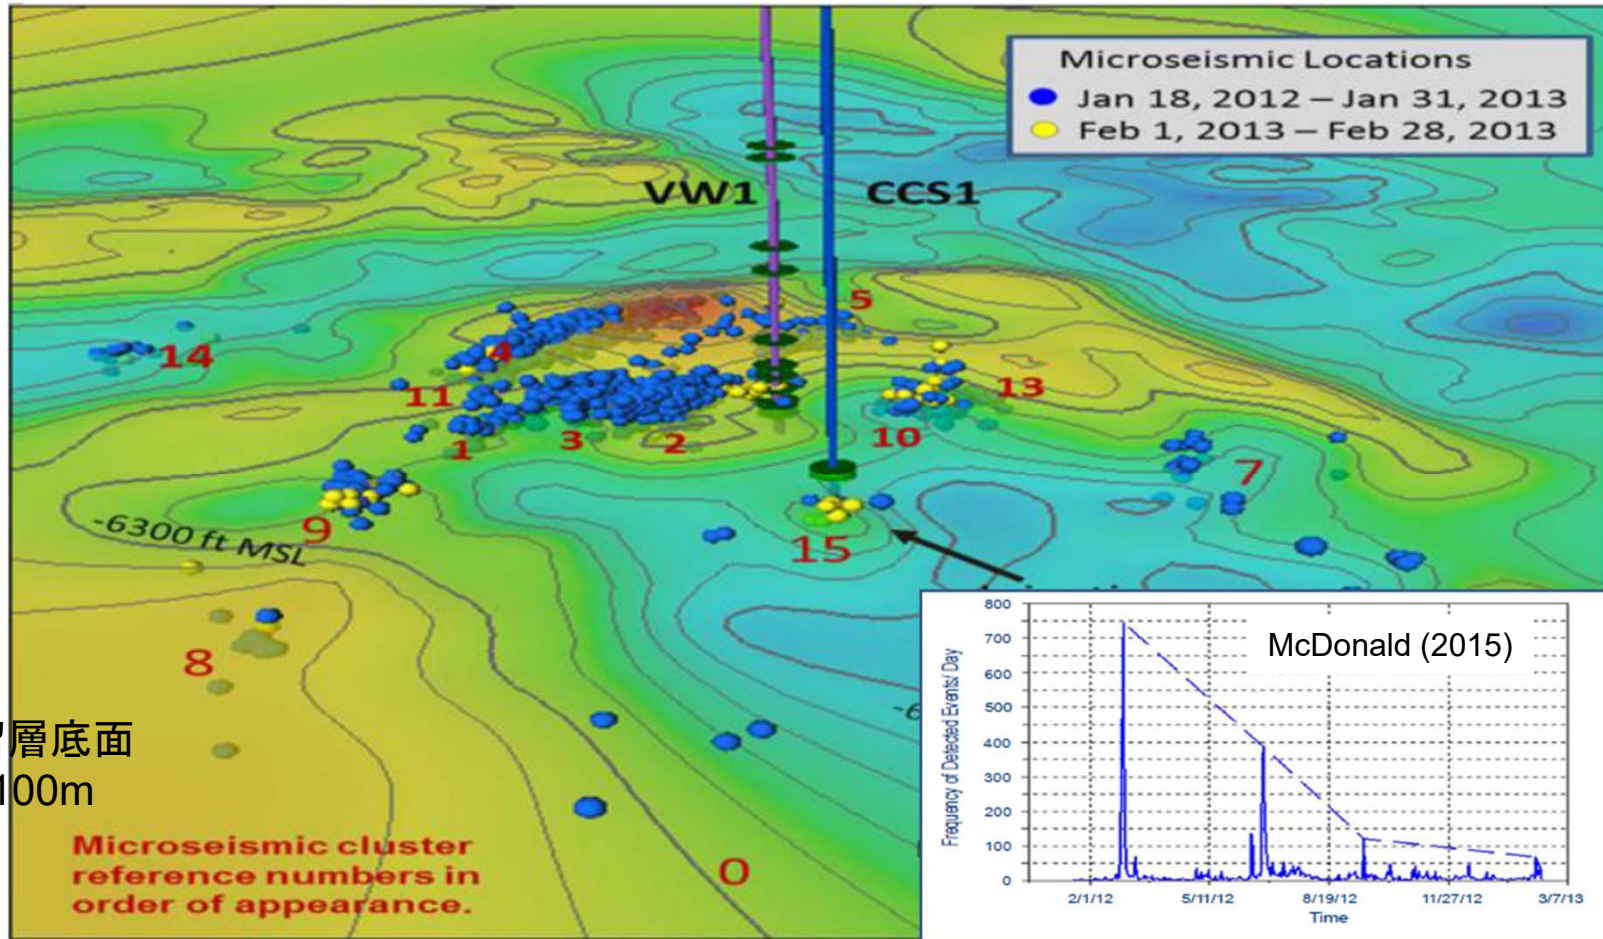 Microseismic Locations
Jan 18, 2012 – Jan 31, 2013
Feb 1, 2013 – Feb 28, 2013
VW1
CCS1
5
14
4
13
11
10
1
3
2
7
9
-6300 ft MSL
15
8
層底面
100m
Microseismic cluster
reference numbers in
order of appearance.
0
-6
McDonald (2015)
Frequency of Detected Events/ Day
800
700
600
500
400
300
200
100
0
2/1/12
5/11/12
8/19/12
11/27/12
3/7/13
Time